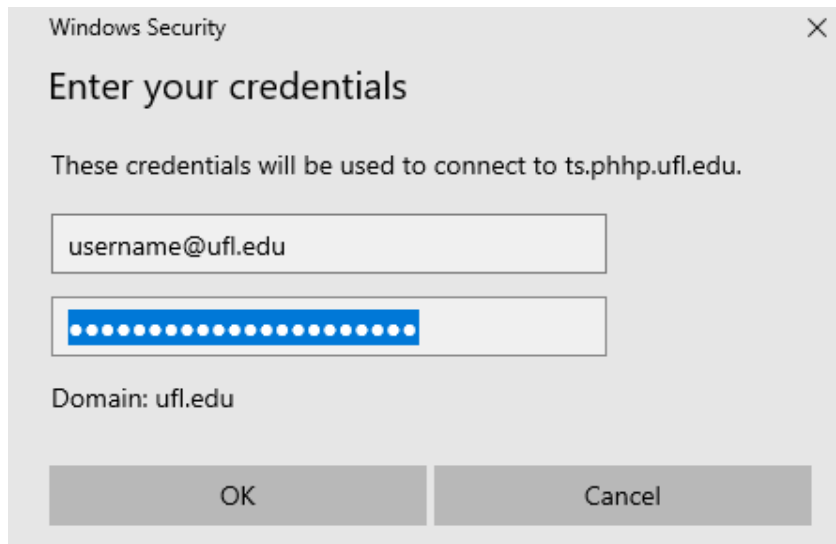 Windows Security
Enter your credentials
These credentials will be used to connect to ts.phhp.ufl.edu.
username@ufl.edu
●●●●●●●●●●●●●●●●●●●●●●
Domain: ufl.edu
OK Cancel